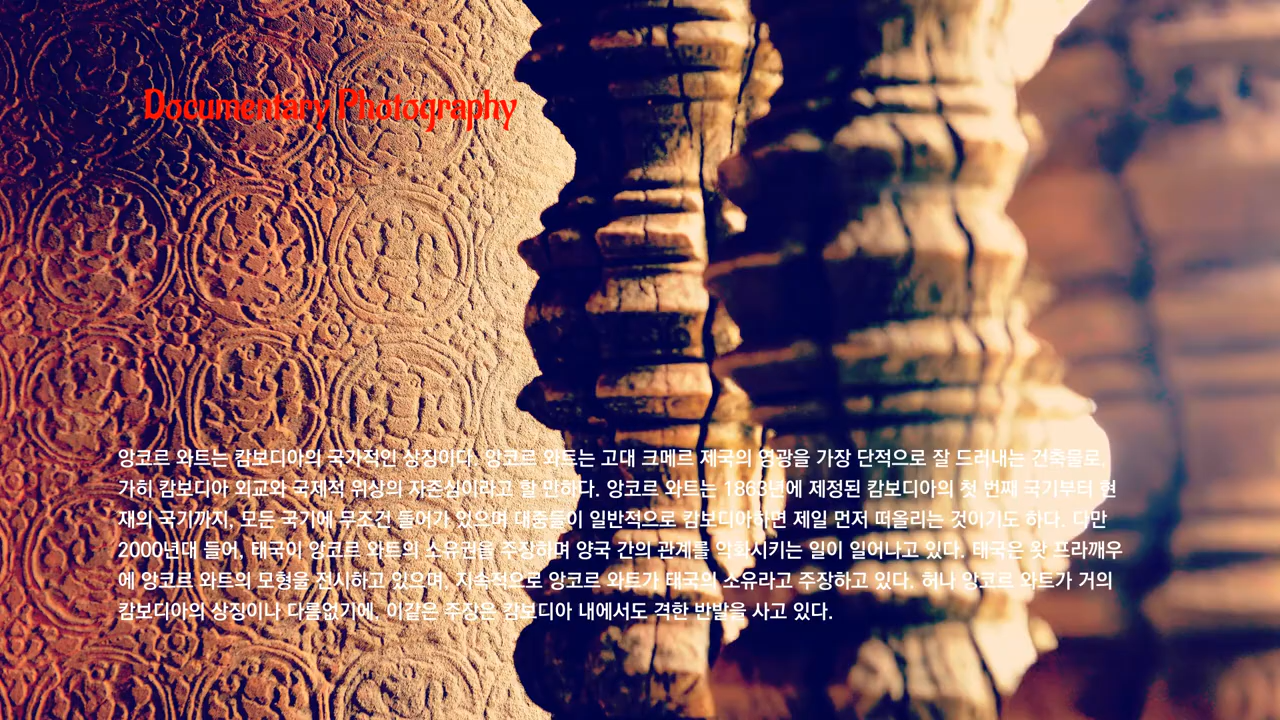 Documentary Photography
앙코르 와트는 캄보디아의 국가적인 상징이다. 앙코르 와트는 고대 크메르 제국의 영광을 가장 단적으로 잘 드러내는 건축물로,
가히 캄보디아 외교와 국제적 위상의 자존심이라고 할 만하다. 앙코르 와트는 1863년에 제정된 캄보디아의 첫 번째 국기부터 현
재의 국기까지, 모든 국기에 무조건 들어가 있으며 대중들이 일반적으로 캄보디아하면 제일 먼저 떠올리는 것이기도 하다. 다만
2000년대 들어, 태국이 앙코르 와트의 소유권을 주장하며 양국 간의 관계를 악화시키는 일이 일어나고 있다. 태국은 왓 프라깨우
에 앙코르 와트의 모형을 전시하고 있으며, 지속적으로 앙코르 와트가 태국의 소유라고 주장하고 있다. 허나 앙코르 와트가 거의
캄보디아의 상징이나 다름없기에, 이같은 주장은 캄보디아 내에서도 격한 반발을 사고 있다.